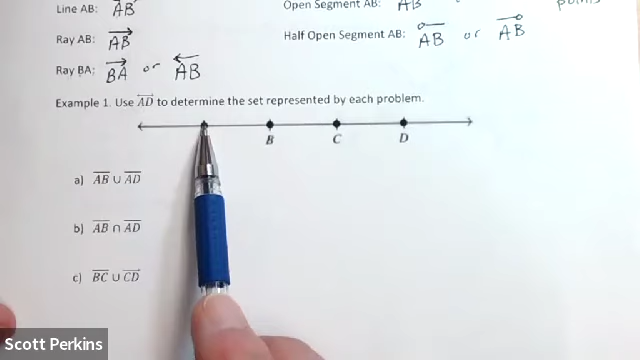 Line AB: AB
Open Segment AB: AB
points
Ray AB: →AB
Half Open Segment AB: AB or AB
Ray BA: →BA or ←AB
Example 1. Use AD to determine the set represented by each problem.
B C D
a) AB ∪ AD
b) AB ∩ AD
c) BC ∪ CD
Scott Perkins